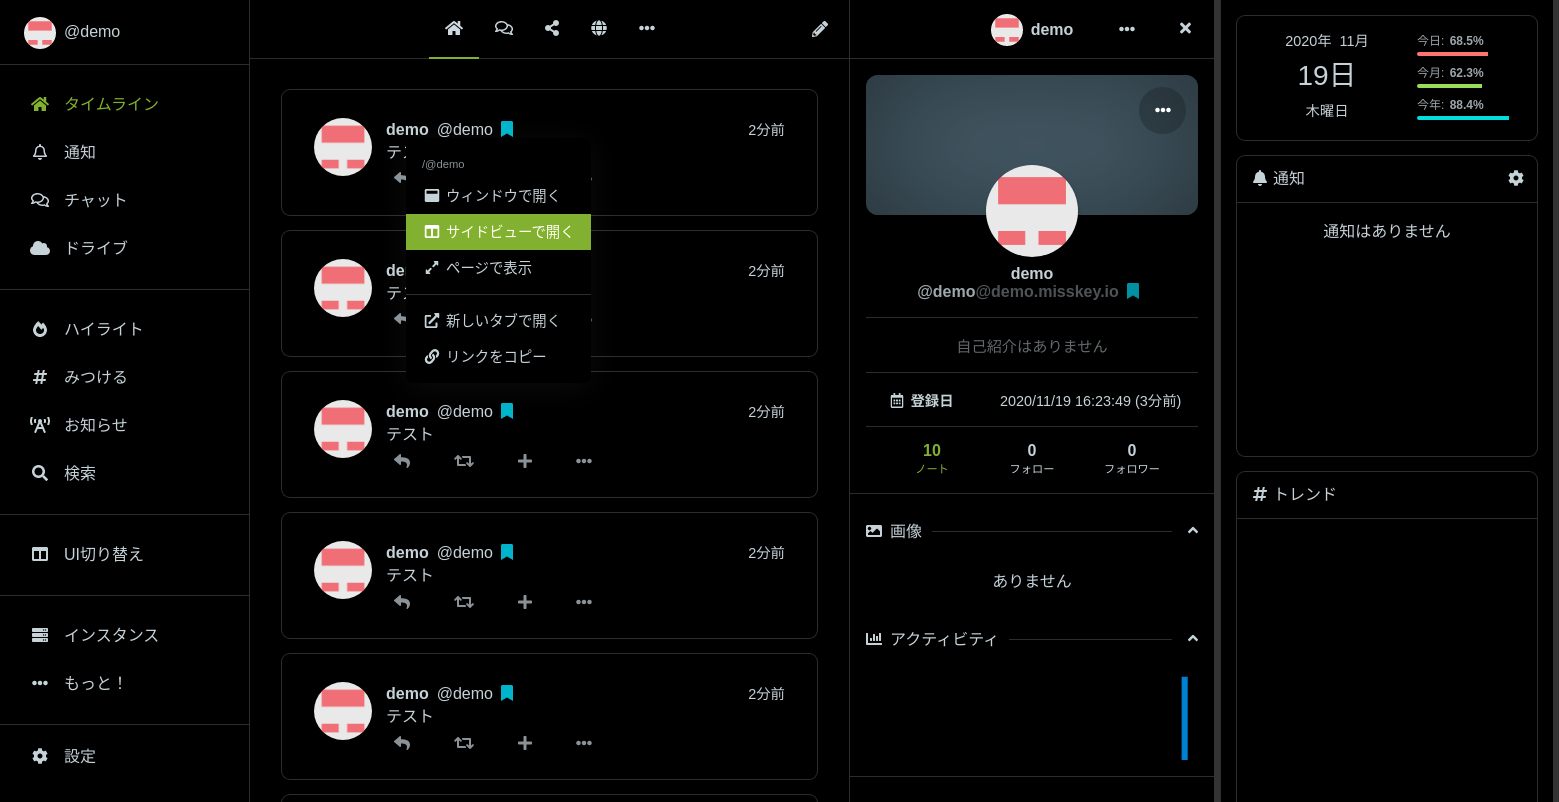 @demo
タイムライン
通知
チャット
ドライブ
ハイライト
みつける
お知らせ
検索
UI切り替え
インスタンス
もっと！
設定
demo @demo 2分前
テ
/@demo
ウィンドウで開く
サイドビューで開く
ページで表示
新しいタブで開く
リンクをコピー
de 2分前
テ
demo @demo 2分前
テスト
demo @demo 2分前
テスト
demo @demo 2分前
テスト
demo
demo
@demo@demo.misskey.io
自己紹介はありません
登録日 2020/11/19 16:23:49 (3分前)
10 0 0
ノート フォロー フォロワー
画像
ありません
アクティビティ
2020年 11月
19日
木曜日
今日: 68.5%
今月: 62.3%
今年: 88.4%
通知
通知はありません
トレンド